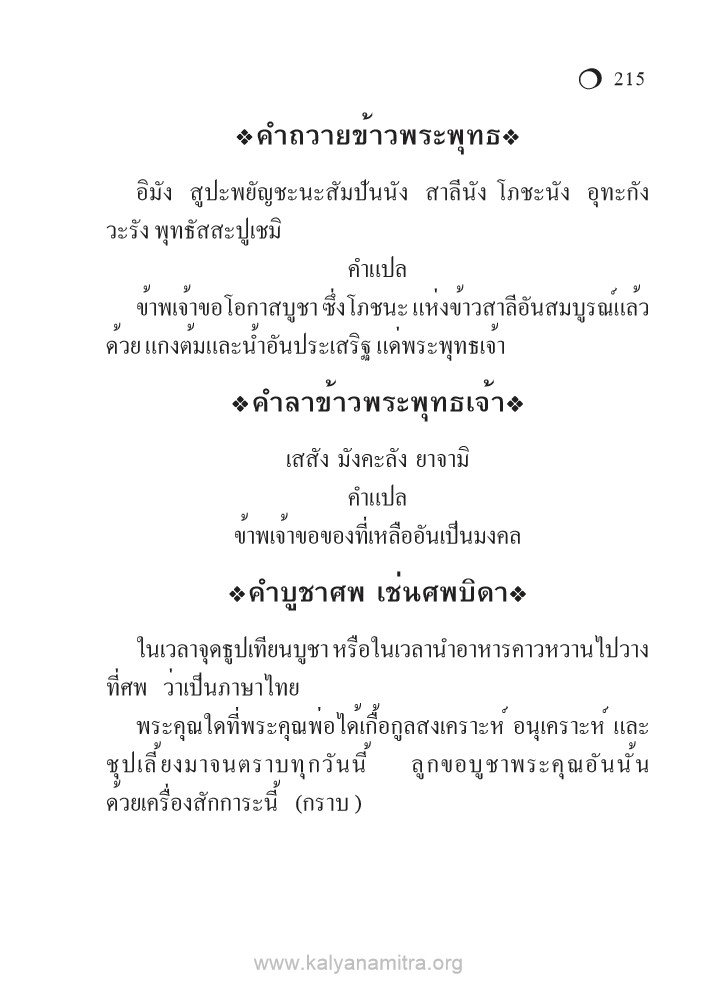 215
❖คำถวายข้าวพระพุทธ❖
อิมัง สูปะพยัญชะนะสัมปันนัง สาลีนัง โภชะนัง อุทะกัง
วะรัง พุทธัสสะปูเชมิ
คำแปล
ข้าพเจ้าขอโอกาสบูชา ซึ่งโภชนะ แห่งข้าวสาลีอันสมบูรณ์แล้ว
ด้วย แกงต้มและน้ำอันประเสริฐ แด่พระพุทธเจ้า
❖คำลาข้าวพระพุทธเจ้า❖
เสสัง มังคะลัง ยาจามิ
คำแปล
ข้าพเจ้าขอของที่เหลืออันเป็นมงคล
❖คำบูชาศพ เช่นศพบิดา❖
ในเวลาจุดธูปเทียนบูชา หรือในเวลานำอาหารคาวหวานไปวาง
ที่ศพ ว่าเป็นภาษาไทย
พระคุณใดที่พระคุณพ่อได้เกื้อกูลสงเคราะห์ อนุเคราะห์ และ
ชุปเลี้ยงมาจนตราบทุกวันนี้ ลูกขอบูชาพระคุณอันนั้น
ด้วยเครื่องสักการะนี้ (กราบ )
www.kalyanamitra.org